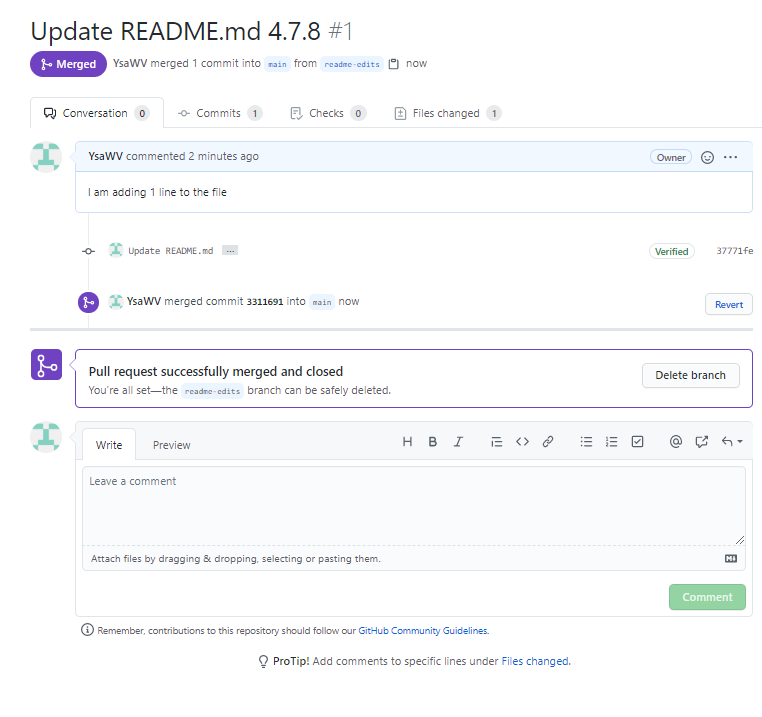 Update README.md 4.7.8 #1
Merged YsaWV merged 1 commit into main from readme-edits now
Conversation 0 Commits 1 Checks 0 Files changed 1
YsaWV commented 2 minutes ago Owner ...
I am adding 1 line to the file
Update README.md ... Verified 37771fe
YsaWV merged commit 3311691 into main now
Revert
Pull request successfully merged and closed
Delete branch
You're all set—the readme-edits branch can be safely deleted.
Write Preview H B I
Leave a comment
Attach files by dragging & dropping, selecting or pasting them.
Comment
Remember, contributions to this repository should follow our GitHub Community Guidelines.
ProTip! Add comments to specific lines under Files changed.